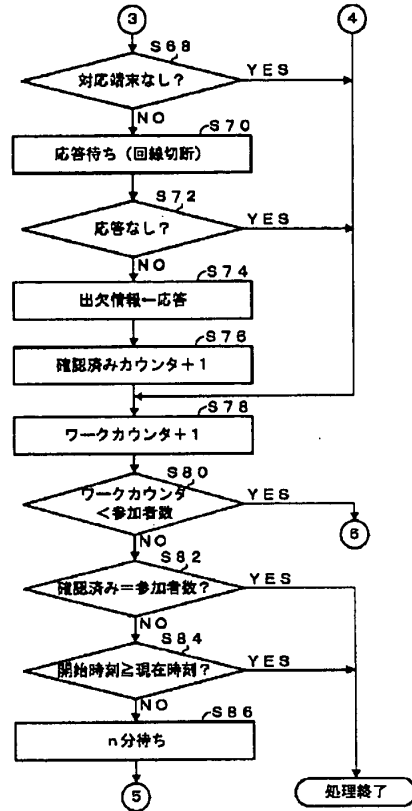 ③ ④
S68
対応端末なし? YES
NO
S70
応答待ち(回線切断)
S72
応答なし? YES
NO
S74
出欠情報←応答
S76
確認済みカウンタ+1
S78
ワークカウンタ+1
S80
ワークカウンタ
<参加者数
YES
NO
⑥
S82
確認済み=参加者数? YES
NO
S84
開始時刻≧現在時刻? YES
NO
S86
n分待ち
⑤
処理終了